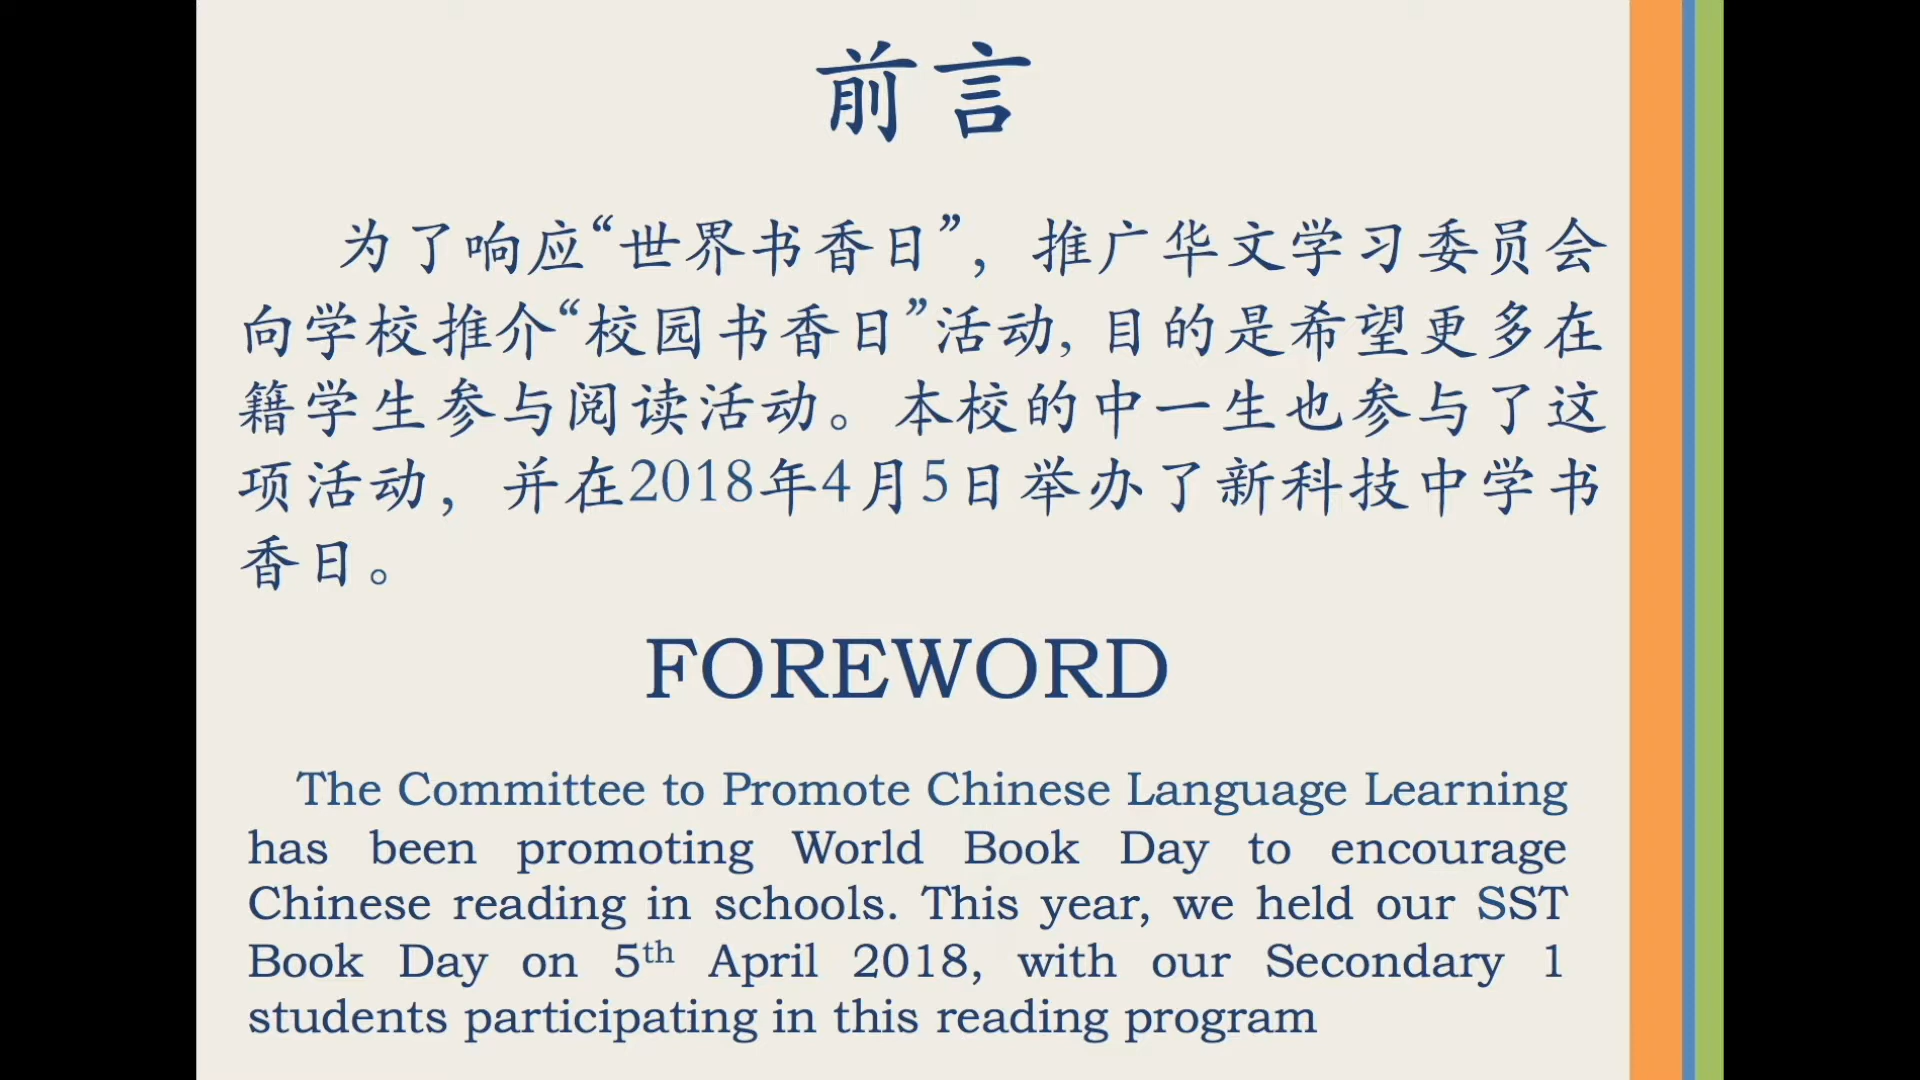 前言
为了响应“世界书香日”，推广华文学习委员会
向学校推介“校园书香日”活动, 目的是希望更多在
籍学生参与阅读活动。本校的中一生也参与了这
项活动，并在2018年4月5日举办了新科技中学书
香日。
FOREWORD
The Committee to Promote Chinese Language Learning
has been promoting World Book Day to encourage
Chinese reading in schools. This year, we held our SST
Book Day on 5th April 2018, with our Secondary 1
students participating in this reading program